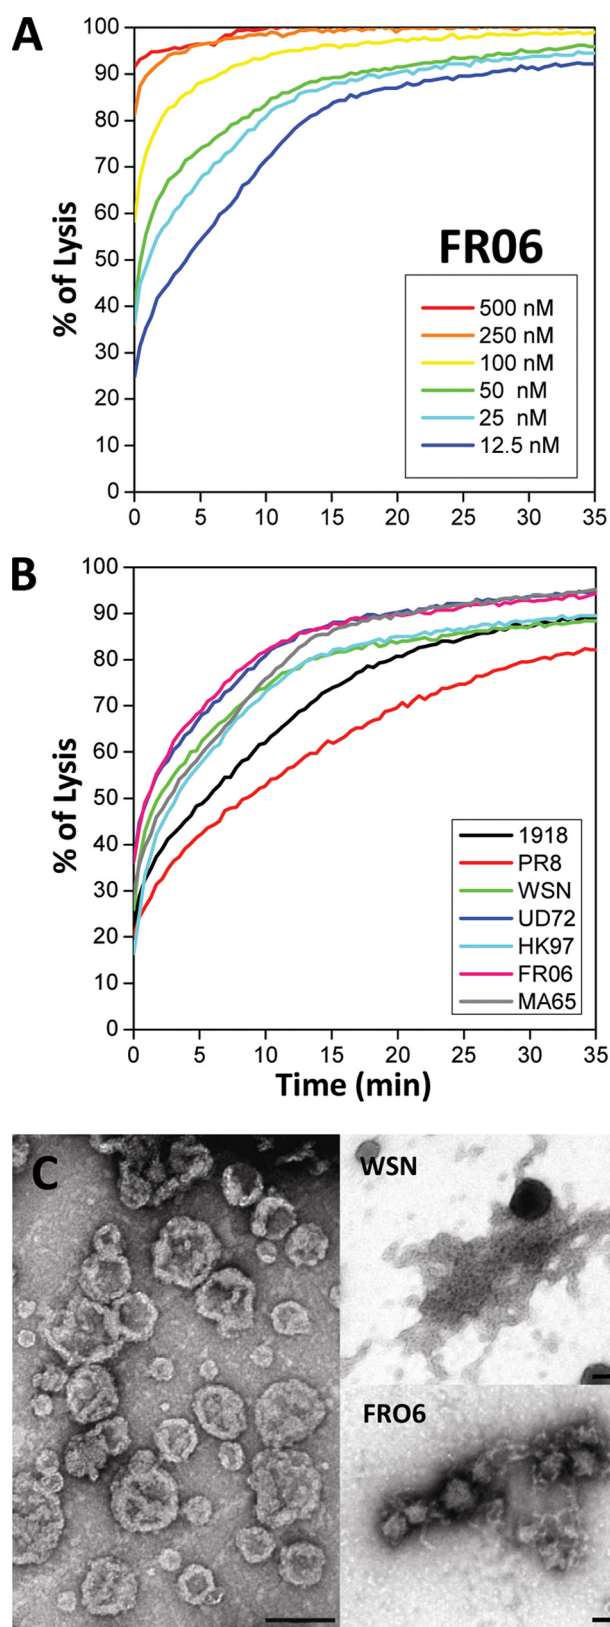 A
100
90
80
70
60
50
40
30
20
10
0
% of Lysis
FR06
500 nM
250 nM
100 nM
50 nM
25 nM
12.5 nM
0 5 10 15 20 25 30 35
B
100
90
80
70
60
50
40
30
20
10
0
% of Lysis
1918
PR8
WSN
UD72
HK97
FR06
MA65
0 5 10 15 20 25 30 35
Time (min)
C
WSN
FRO6